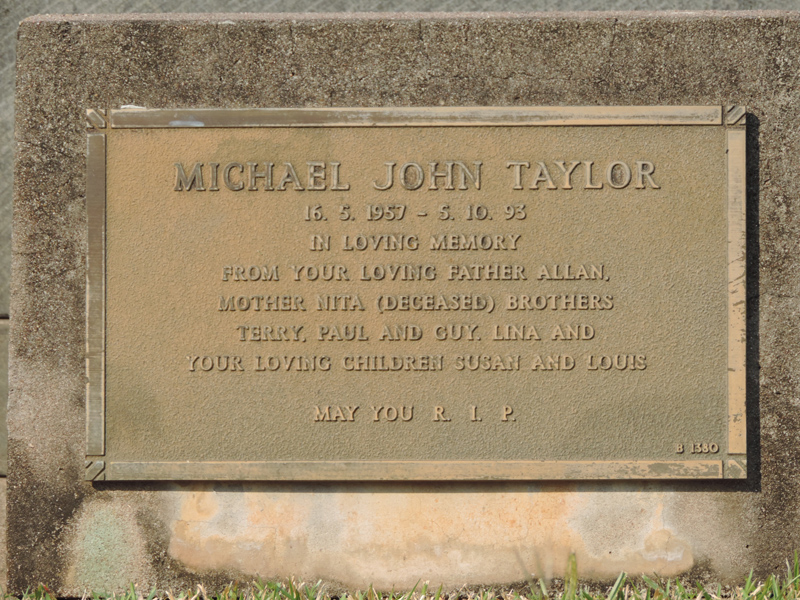 MICHAEL JOHN TAYLOR
16. 5. 1957 - 5. 10. 93
IN LOVING MEMORY
FROM YOUR LOVING FATHER ALLAN,
MOTHER NITA (DECEASED) BROTHERS
TERRY, PAUL AND GUY. LINA AND
YOUR LOVING CHILDREN SUSAN AND LOUIS
MAY YOU R. I. P.
B 1380